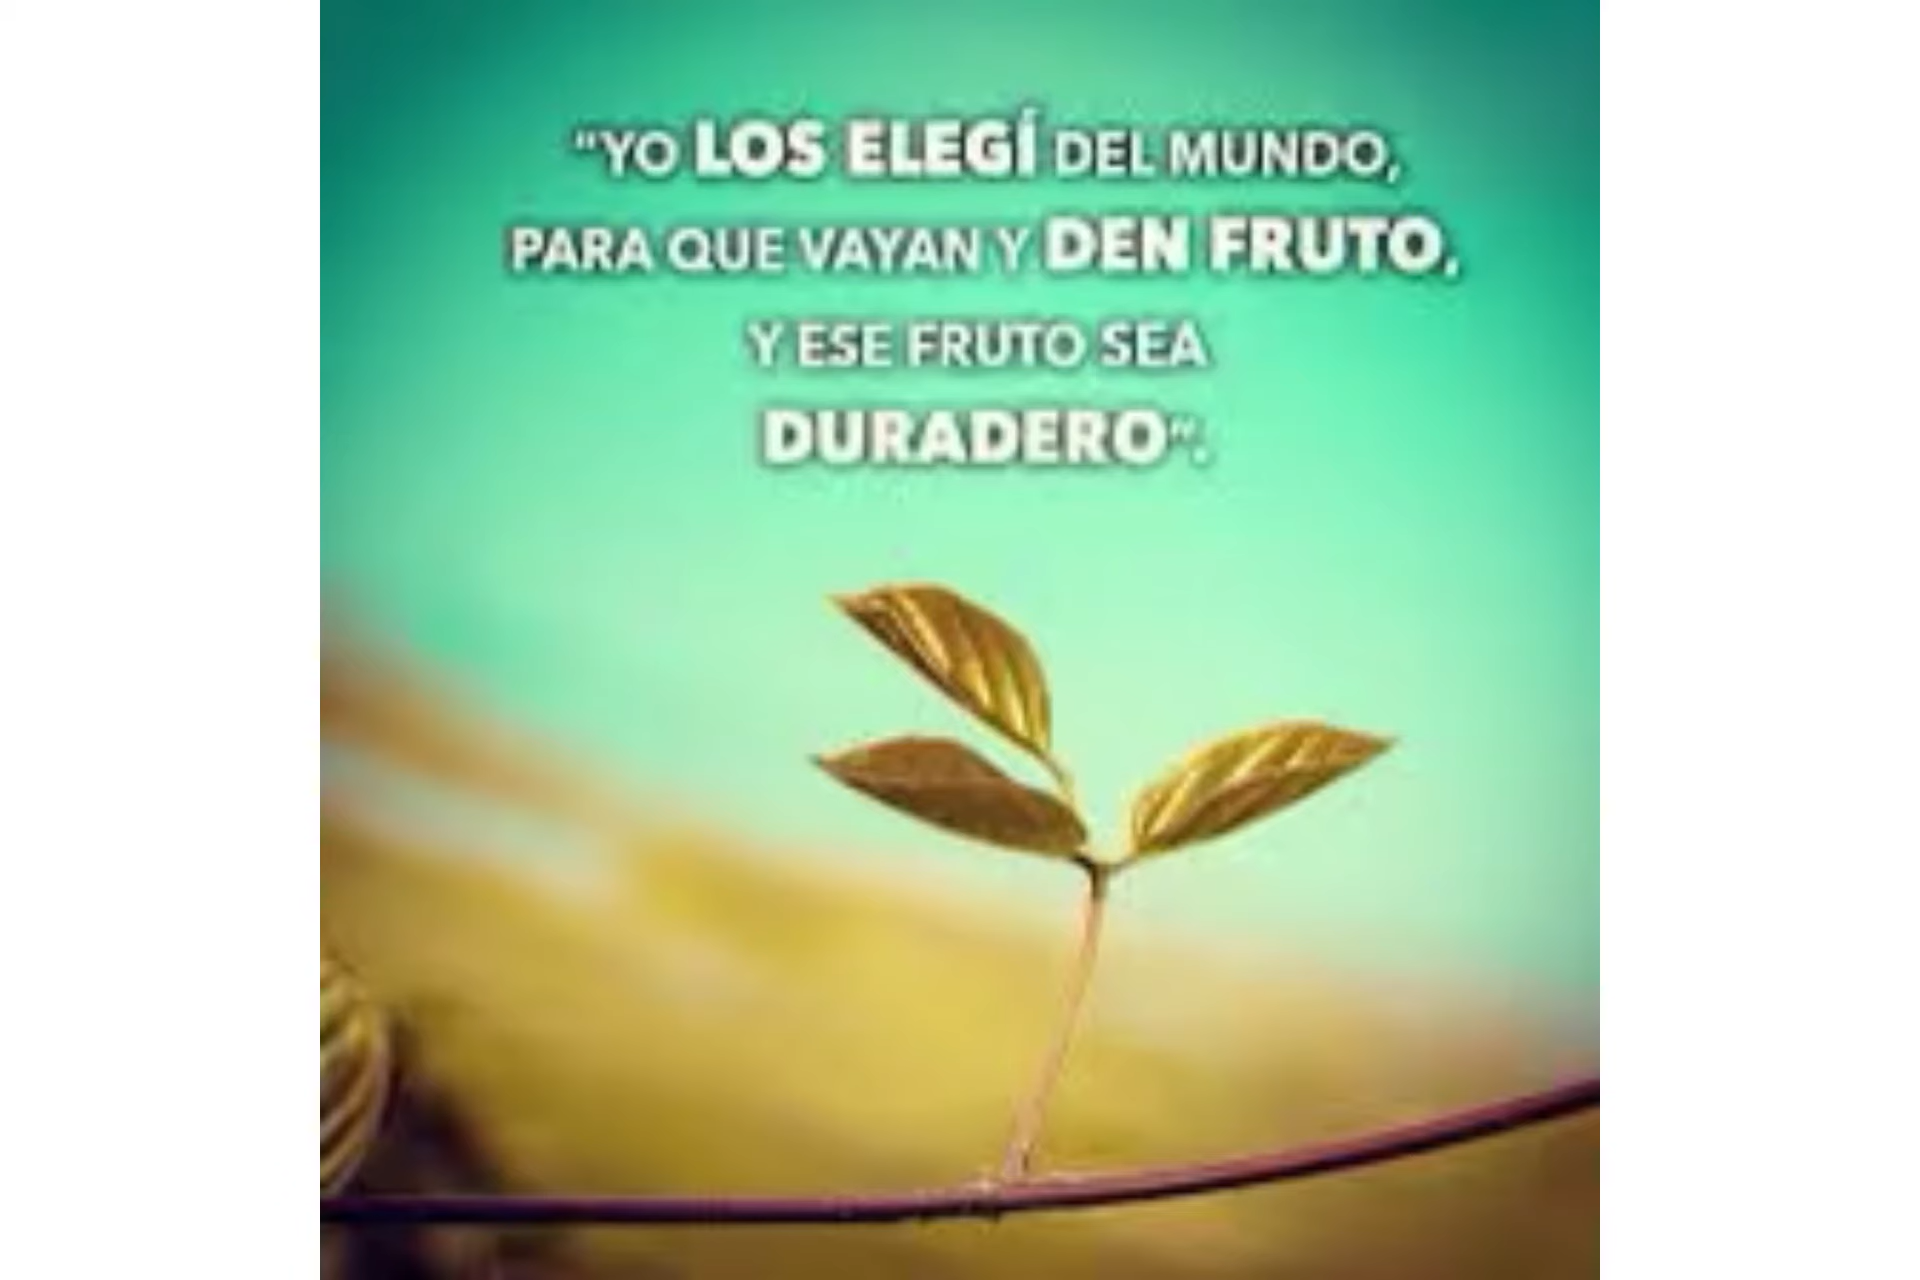 "YO LOS ELEGÍ DEL MUNDO,
PARA QUE VAYAN Y DEN FRUTO,
Y ESE FRUTO SEA
DURADERO".